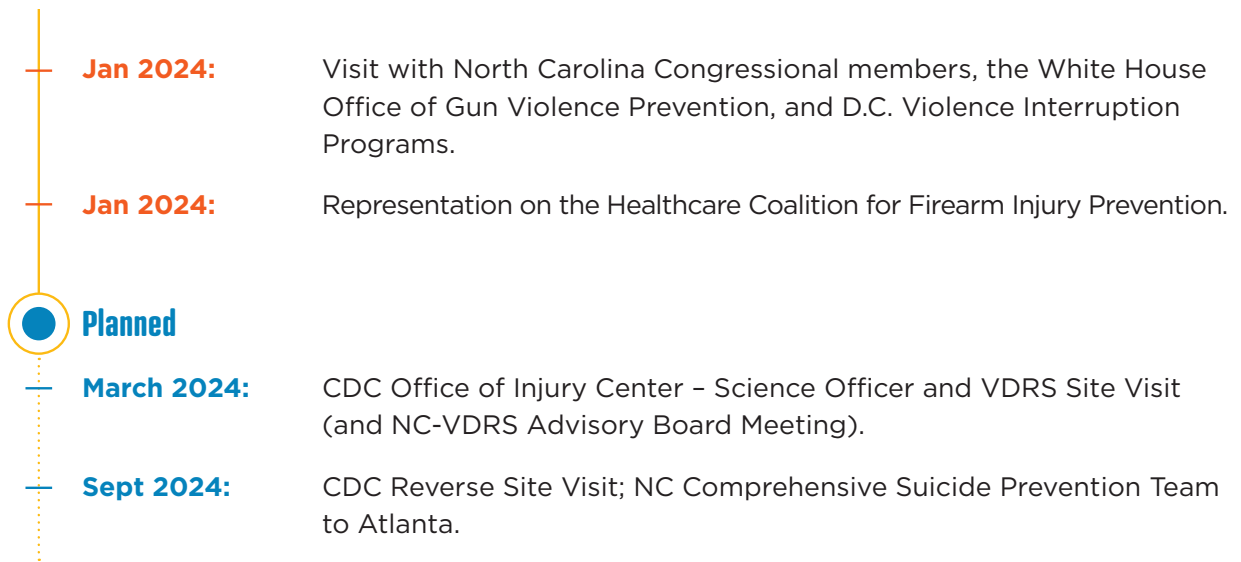 Jan 2024: Visit with North Carolina Congressional members, the White House
Office of Gun Violence Prevention, and D.C. Violence Interruption
Programs.
Jan 2024: Representation on the Healthcare Coalition for Firearm Injury Prevention.
Planned
March 2024: CDC Office of Injury Center – Science Officer and VDRS Site Visit
(and NC-VDRS Advisory Board Meeting).
Sept 2024: CDC Reverse Site Visit; NC Comprehensive Suicide Prevention Team
to Atlanta.